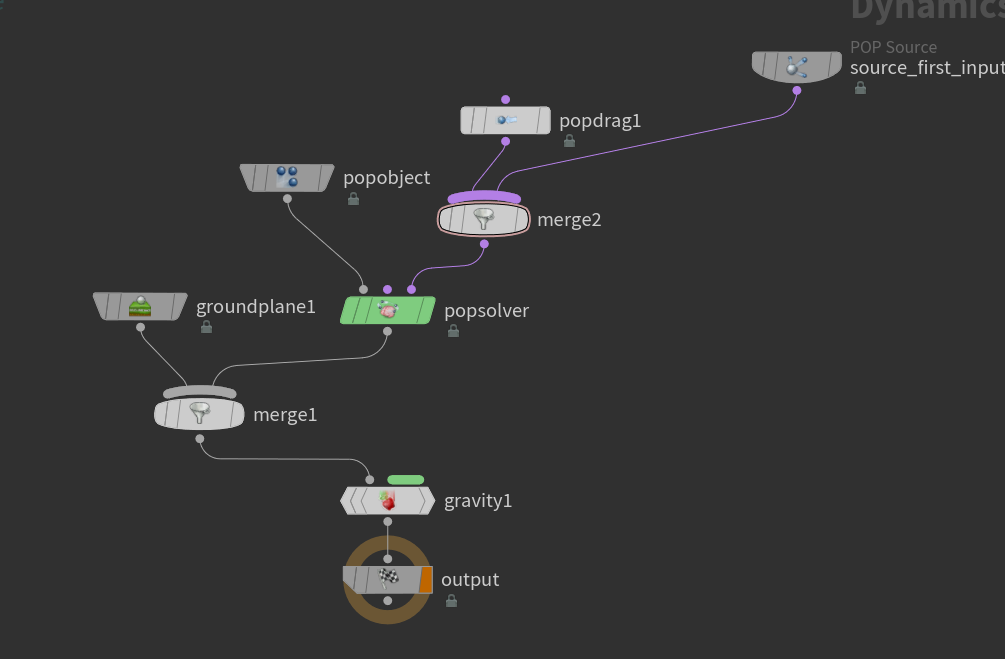 Dynamics
POP Source
source_first_input
popdrag1
popobject
merge2
groundplane1
popsolver
merge1
gravity1
output